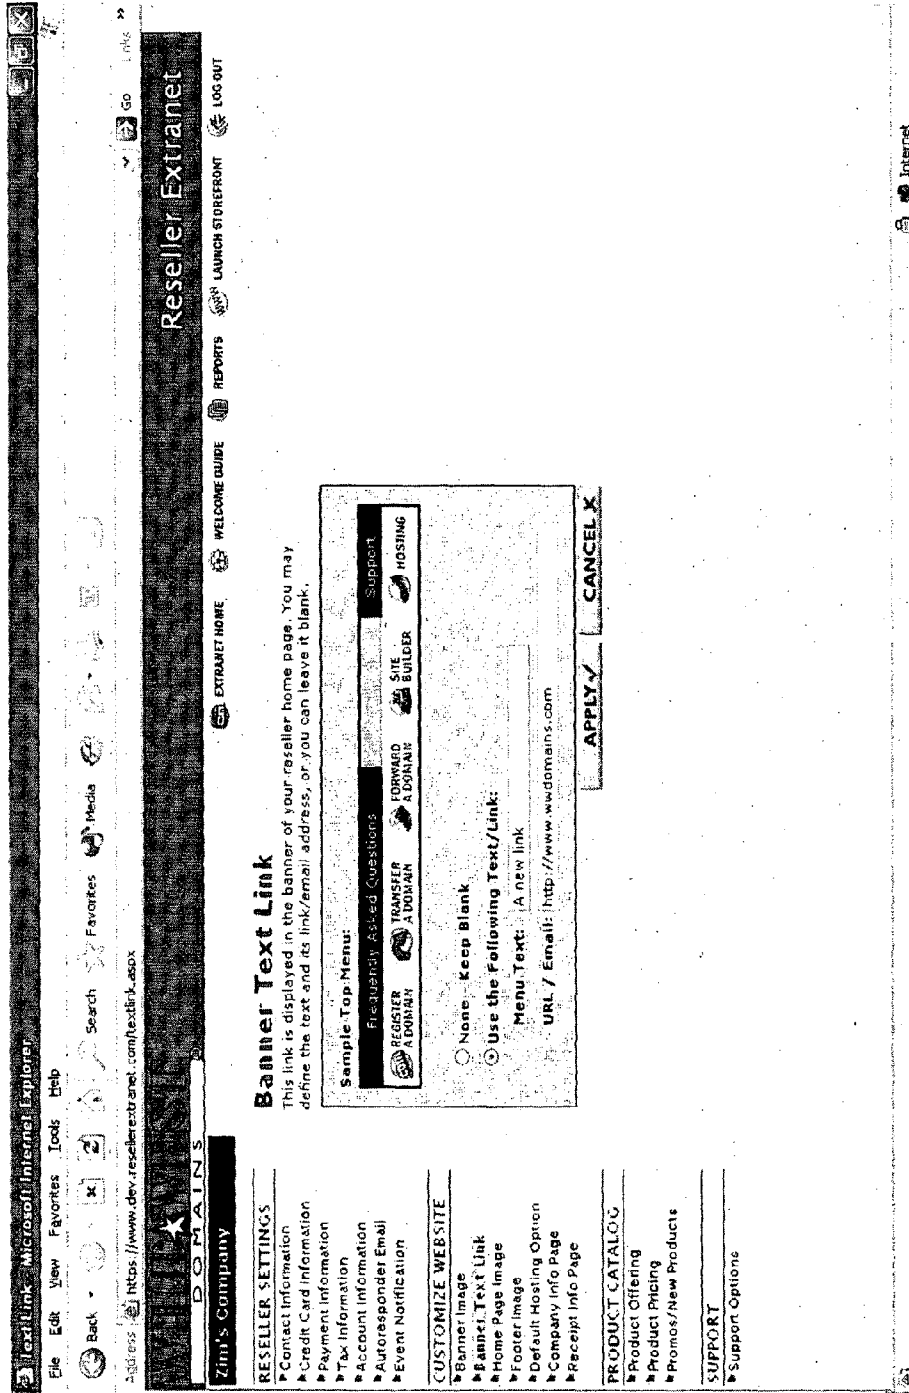 Text Link - Microsoft Internet Explorer
File Edit View Favorites Tools Help
Back Search Favorites Media
Address https://www.dev.resellerextranet.com/textlink.aspx Go Links »
WILD WEST
DOMAINS
Reseller Extranet
Zim's Company
EXTRANET HOME WELCOME GUIDE REPORTS LAUNCH STOREFRONT LOG OUT
RESELLER SETTINGS
Contact Information
Credit Card Information
Payment Information
Tax Information
Account Information
Autoresponder Email
Event Notification
CUSTOMIZE WEBSITE
Banner Image
Banner Text Link
Home Page Image
Footer Image
Default Hosting Option
Company Info Page
Receipt Info Page
PRODUCT CATALOG
Product Offering
Product Pricing
Promos/New Products
SUPPORT
Support Options
Banner Text Link
This link is displayed in the banner of your reseller home page. You may
define the text and its link/email address, or you can leave it blank.
Sample Top Menu:
Frequently Asked Questions Support
REGISTER A DOMAIN TRANSFER A DOMAIN FORWARD A DOMAIN SITE BUILDER HOSTING
None - Keep Blank
Use the Following Text/Link:
Menu Text: A new link
URL / Email: http://www.wwdomains.com
APPLY✓ CANCEL X
Internet